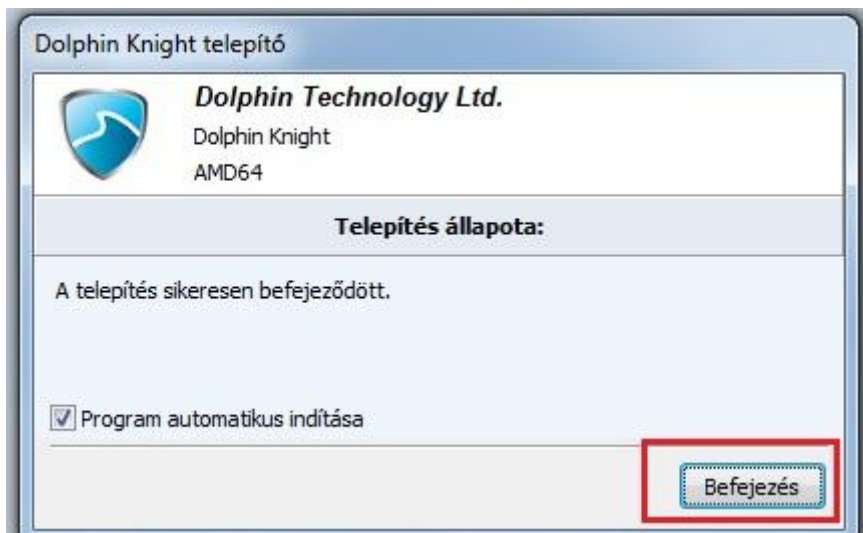 Dolphin Knight telepítő
Dolphin Technology Ltd.
Dolphin Knight
AMD64
Telepítés állapota:
A telepítés sikeresen befejeződött.
Program automatikus indítása
Befejezés